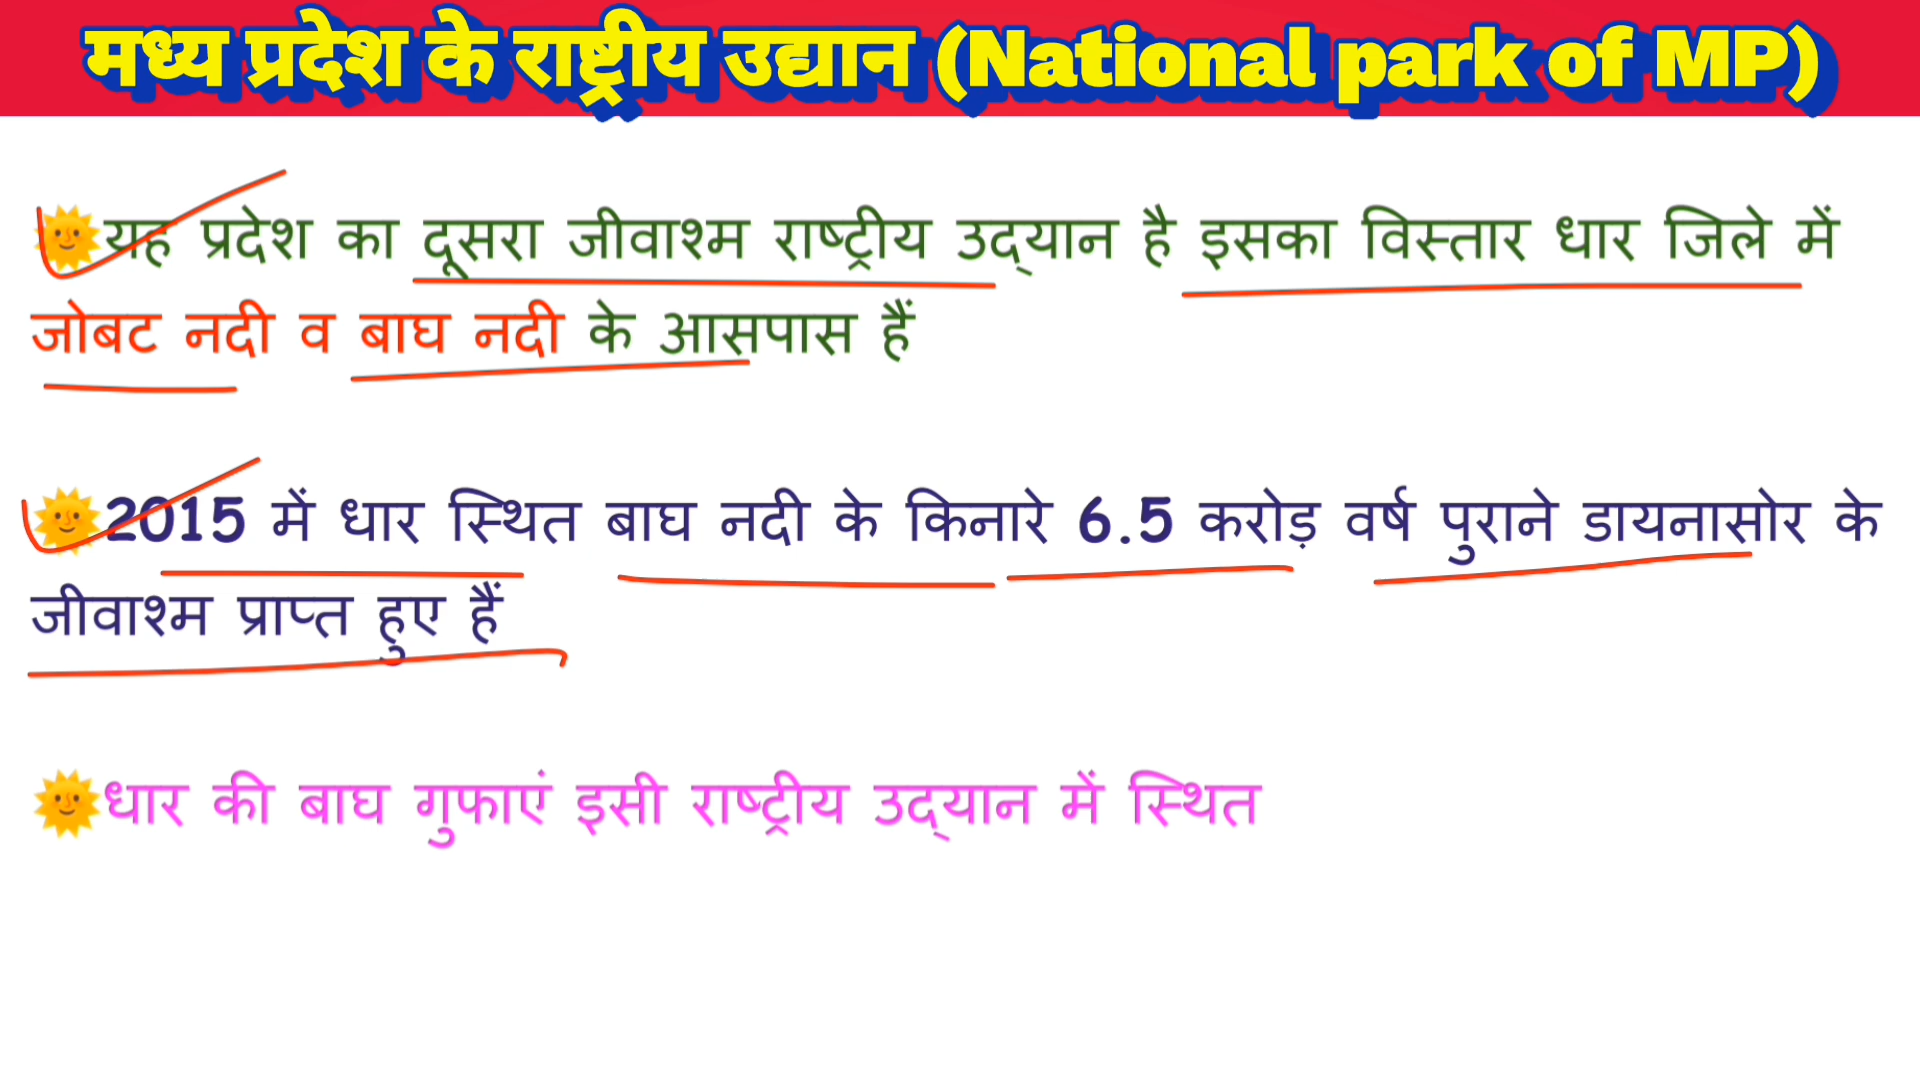 मध्य प्रदेश के राष्ट्रीय उद्यान (National park of MP)
🌞यह प्रदेश का दूसरा जीवाश्म राष्ट्रीय उद्यान है इसका विस्तार धार जिले में
जोबट नदी व बाघ नदी के आसपास हैं
🌞2015 में धार स्थित बाघ नदी के किनारे 6.5 करोड़ वर्ष पुराने डायनासोर के
जीवाश्म प्राप्त हुए हैं
🌞धार की बाघ गुफाएं इसी राष्ट्रीय उद्यान में स्थित